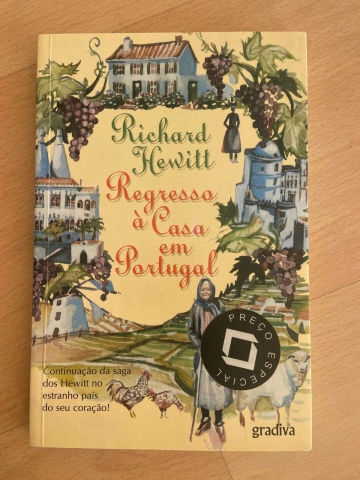 Richard
Hewitt
Regresso
à Casa
em
Portugal
PREÇO ESPECIAL
Continuação da saga
dos Hewitt no
estranho país
do seu coração!
gradiva